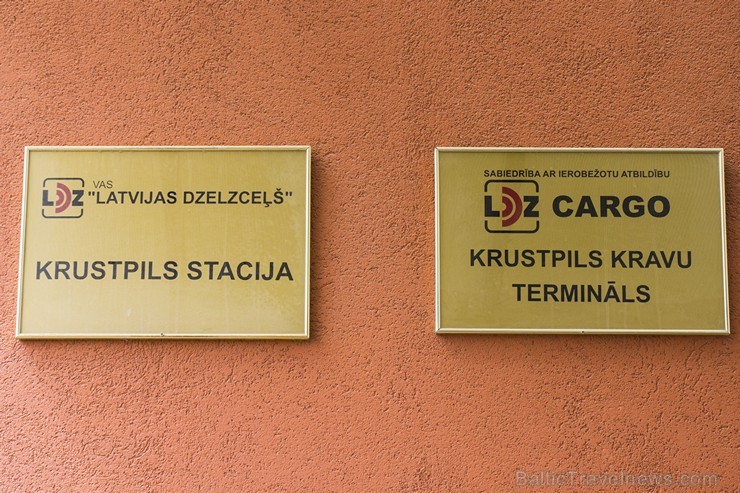 VAS
LDZ "LATVIJAS DZELZCEĻŠ"
KRUSTPILS STACIJA
SABIEDRĪBA AR IEROBEŽOTU ATBILDĪBU
LDZ CARGO
KRUSTPILS KRAVU
TERMINĀLS
BalticTravelnews.com